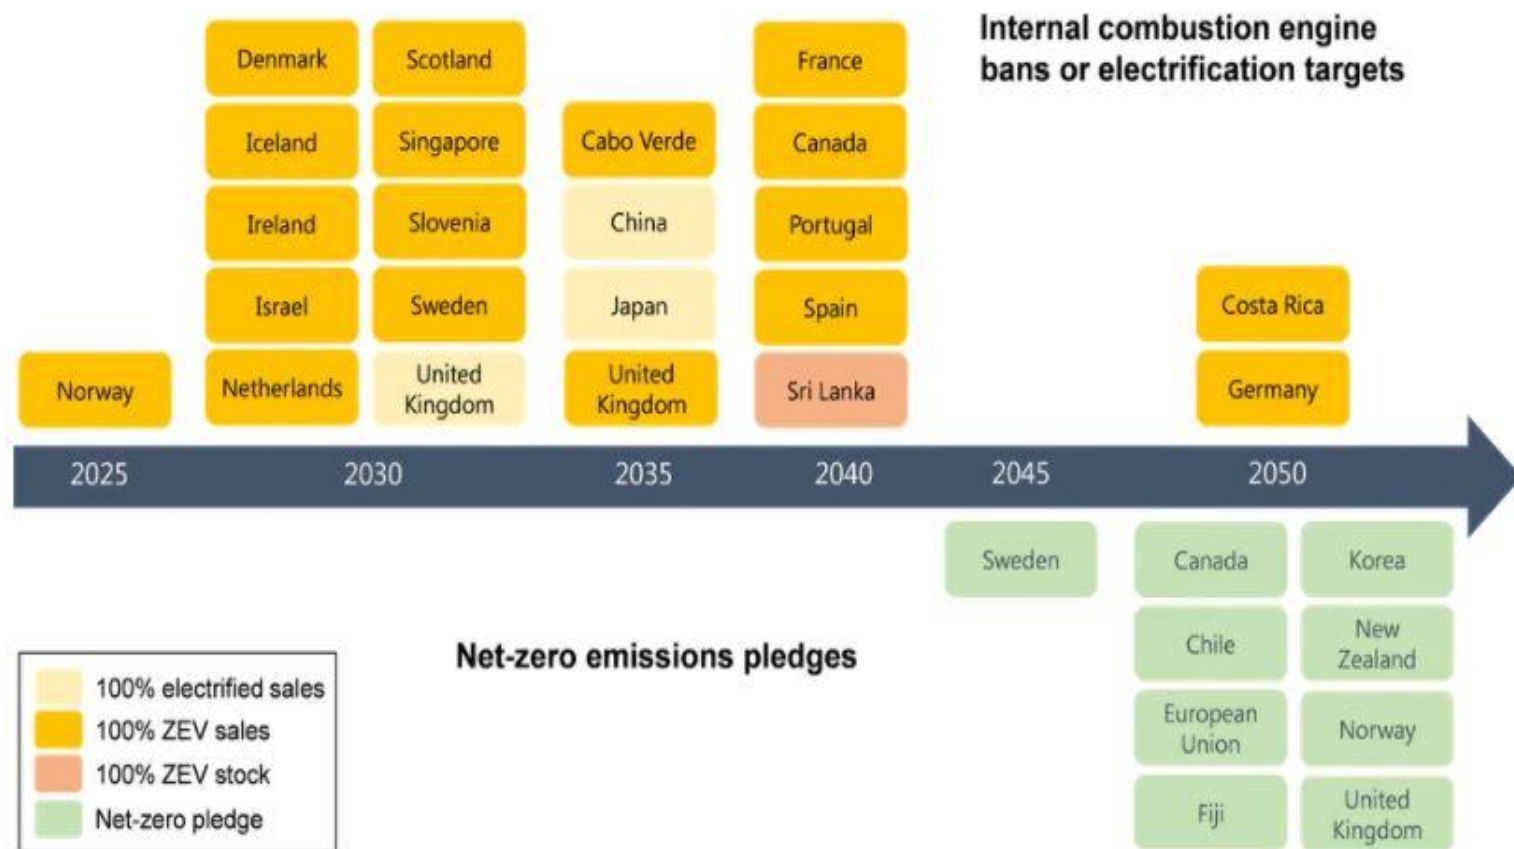 Internal combustion engine
bans or electrification targets
Denmark
Scotland
France
Iceland
Singapore
Cabo Verde
Canada
Ireland
Slovenia
China
Portugal
Israel
Sweden
Japan
Spain
Costa Rica
Norway
Netherlands
United
Kingdom
United
Kingdom
Sri Lanka
Germany
2025
2030
2035
2040
2045
2050
Sweden
Canada
Korea
Net-zero emissions pledges
Chile
New
Zealand
European
Union
Norway
Fiji
United
Kingdom
100% electrified sales
100% ZEV sales
100% ZEV stock
Net-zero pledge